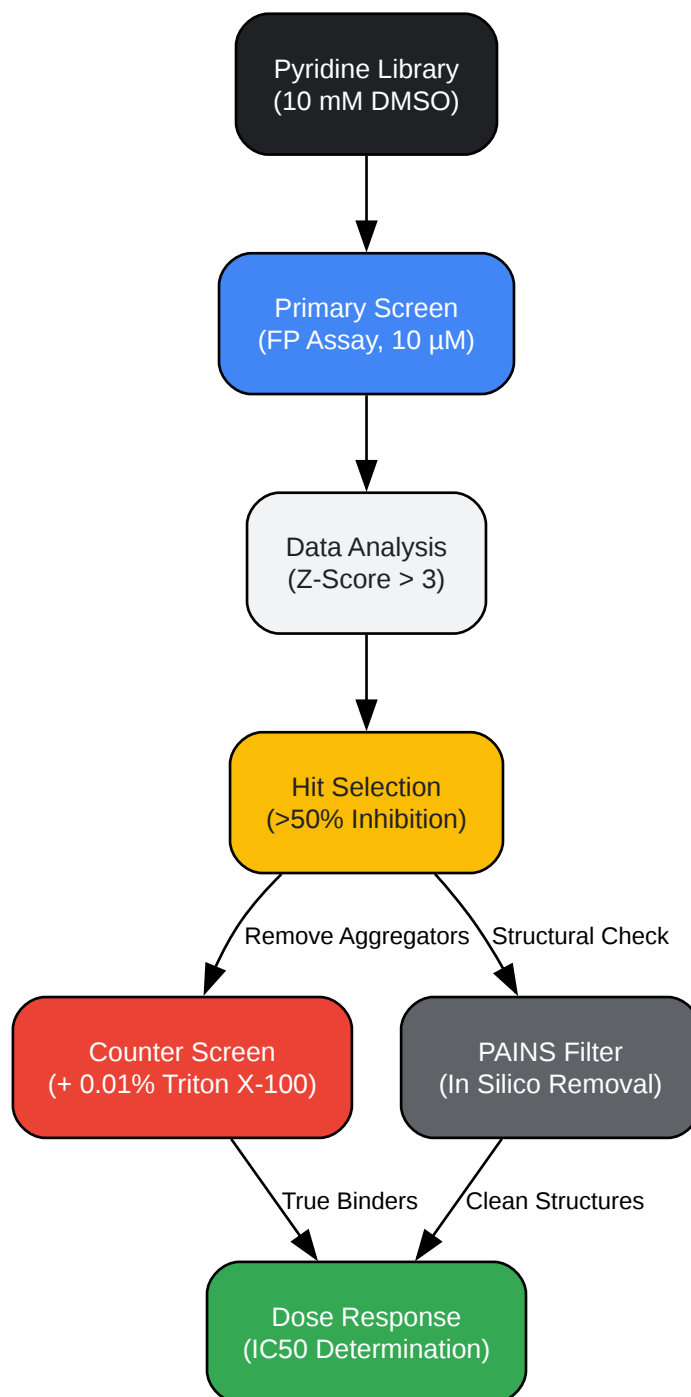 Pyridine Library
(10 mM DMSO)
Primary Screen
(FP Assay, 10 µM)
Data Analysis
(Z-Score > 3)
Hit Selection
(>50% Inhibition)
Remove Aggregators
Structural Check
Counter Screen
(+ 0.01% Triton X-100)
PAINS Filter
(In Silico Removal)
True Binders
Clean Structures
Dose Response
(IC50 Determination)